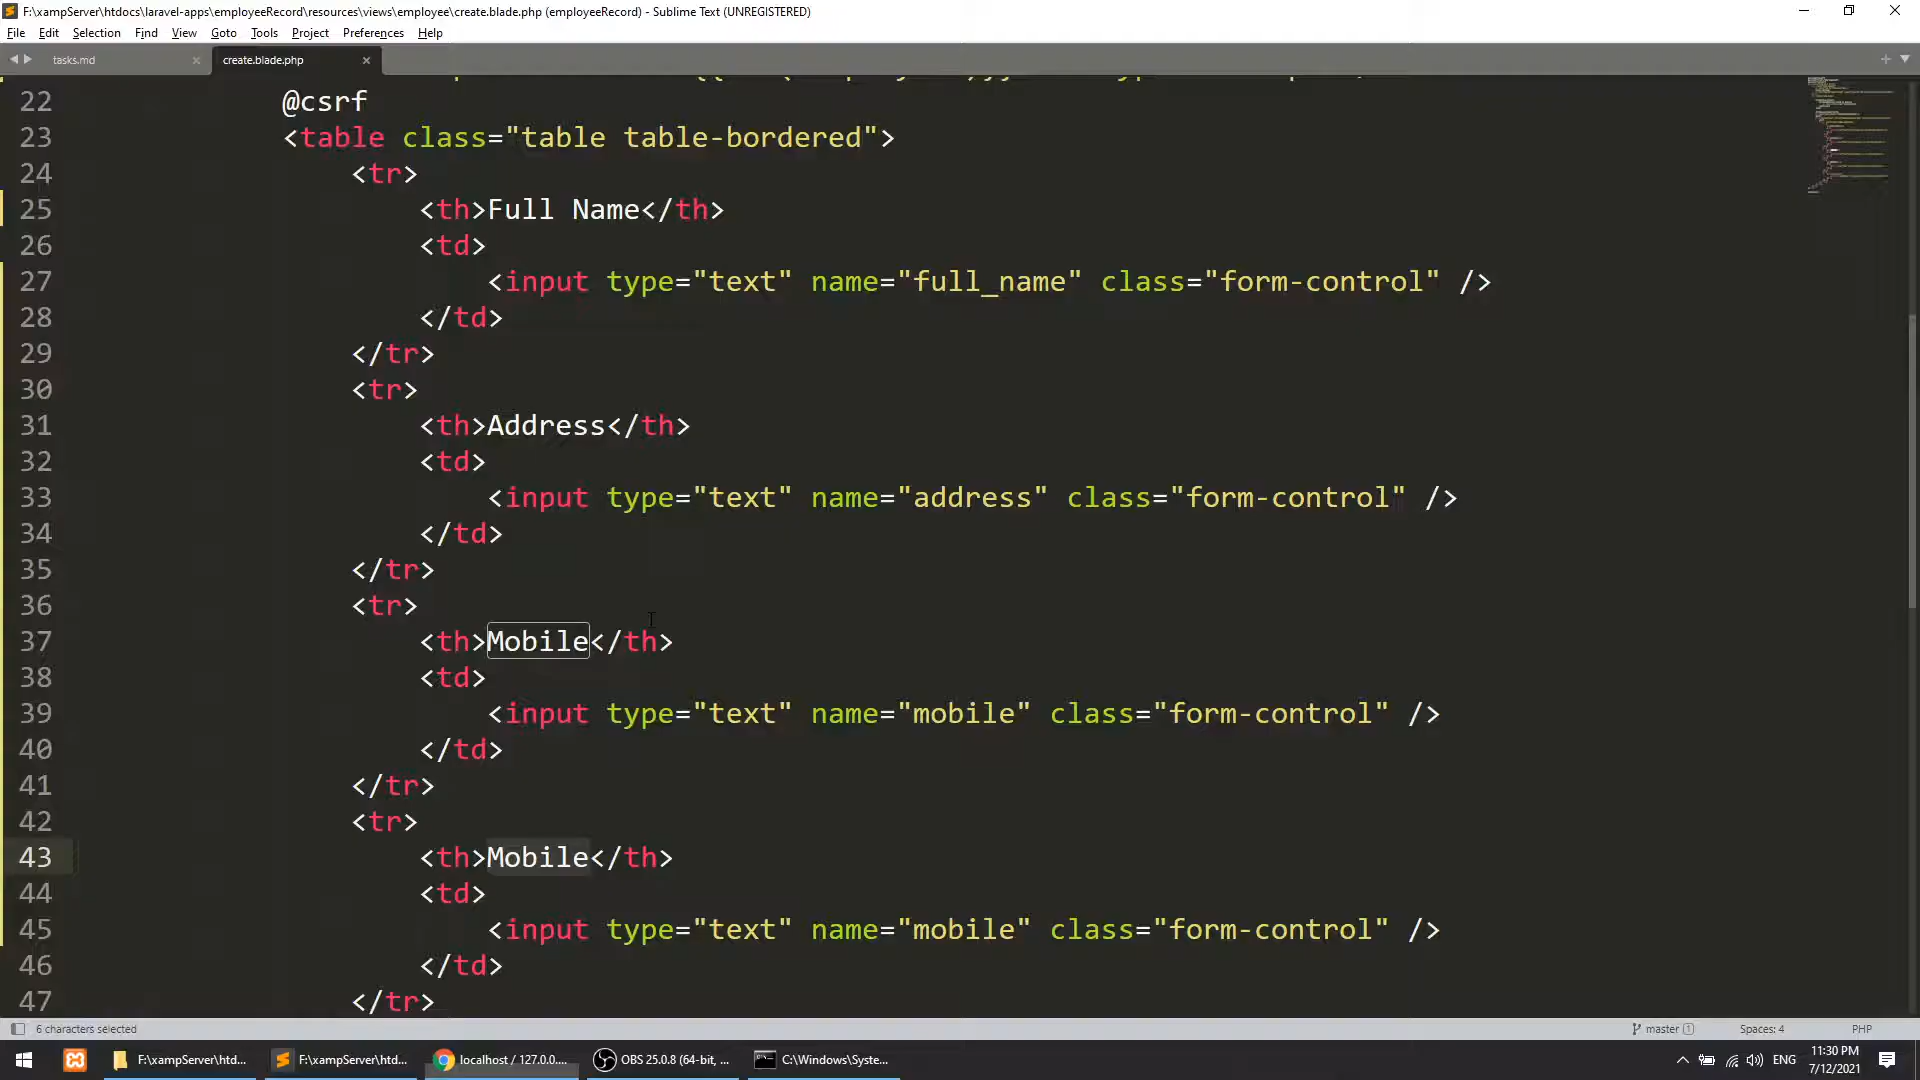 F:\xampServer\htdocs\laravel-apps\employeeRecord\resources\views\employee\create.blade.php (employeeRecord) - Sublime Text (UNREGISTERED)
File Edit Selection Find View Goto Tools Project Preferences Help
tasks.md × create.blade.php ×
22 @csrf
23 <table class="table table-bordered">
24 <tr>
25 <th>Full Name</th>
26 <td>
27 <input type="text" name="full_name" class="form-control" />
28 </td>
29 </tr>
30 <tr>
31 <th>Address</th>
32 <td>
33 <input type="text" name="address" class="form-control" />
34 </td>
35 </tr>
36 <tr>
37 <th>Mobile</th>
38 <td>
39 <input type="text" name="mobile" class="form-control" />
40 </td>
41 </tr>
42 <tr>
43 <th>Mobile</th>
44 <td>
45 <input type="text" name="mobile" class="form-control" />
46 </td>
47 </tr>
6 characters selected master 1 Spaces: 4 PHP
F:\xampServer\htd... F:\xampServer\htd... localhost / 127.0.0.... OBS 25.0.8 (64-bit, ... C:\Windows\Syste... ENG 11:30 PM
7/12/2021